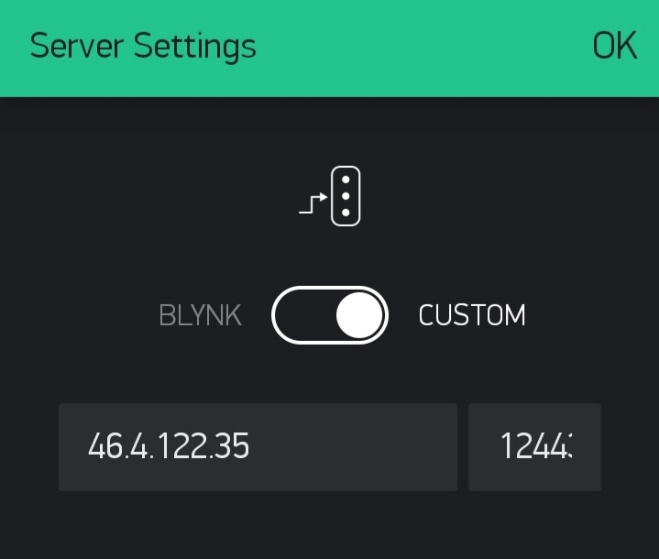 Server Settings OK
BLYNK CUSTOM
46.4.122.35 1244